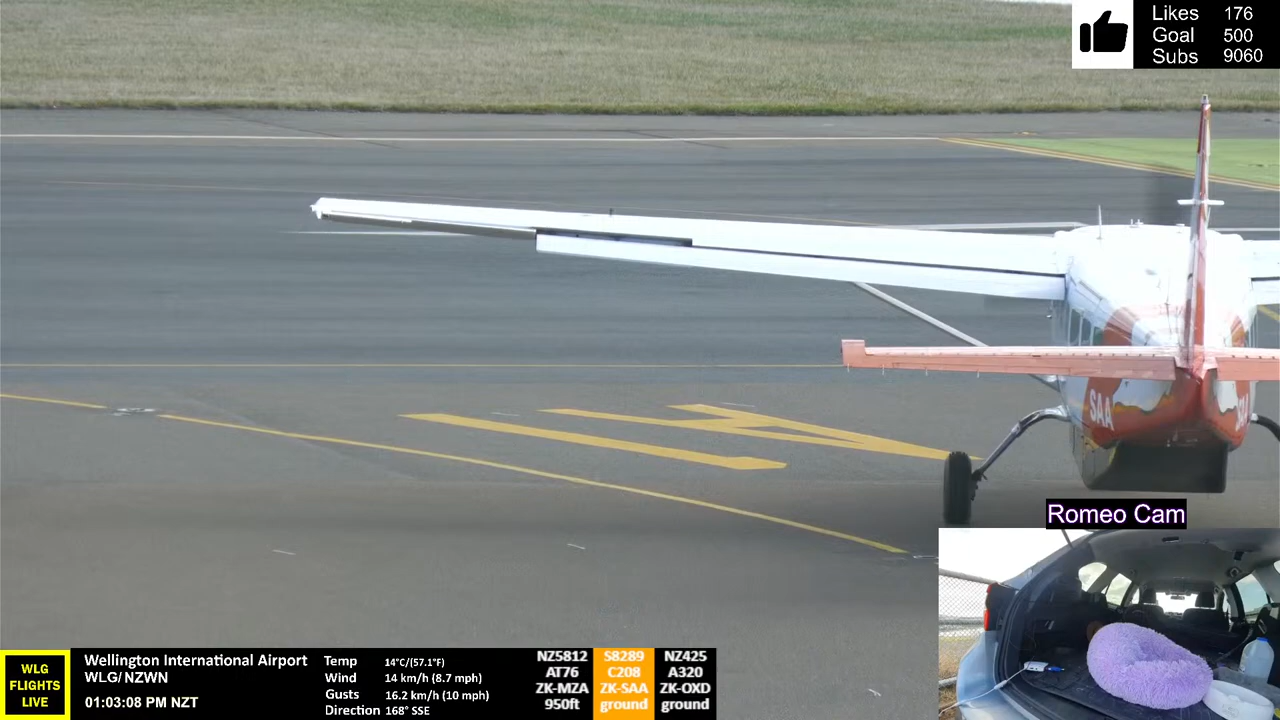 Likes 176
Goal 500
Subs 9060
SAA
Romeo Cam
WLG
FLIGHTS
LIVE
Wellington International Airport
WLG/NZWN
01:03:08 PM NZT
Temp 14°C/(57.1°F)
Wind 14 km/h (8.7 mph)
Gusts 16.2 km/h (10 mph)
Direction 168° SSE
NZ5812 S8289 NZ425
AT76 C208 A320
ZK-MZA ZK-SAA ZK-OXD
950ft ground ground